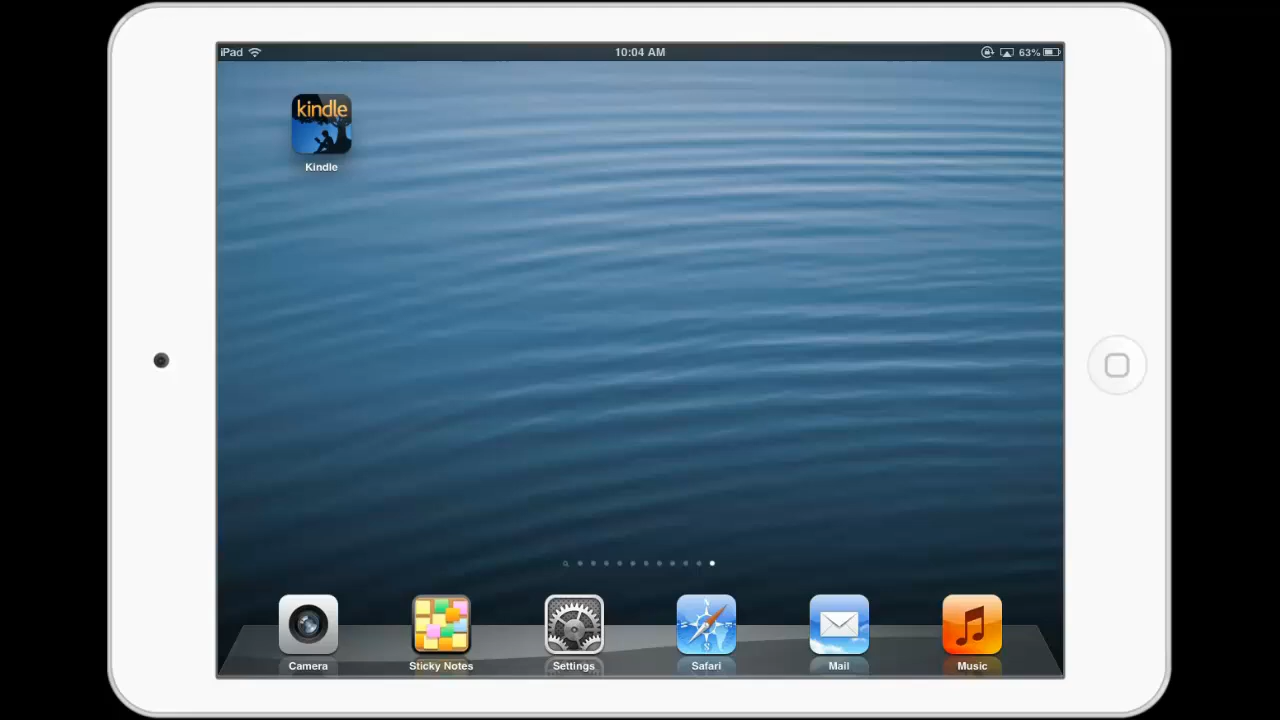 iPad
10:04 AM
63%
kindle
Kindle
Camera
Sticky Notes
Settings
Safari
Mail
Music